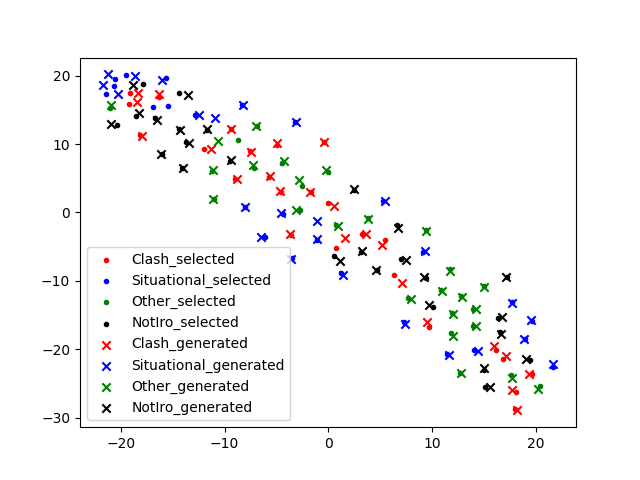 20
10
0
−10
−20
−30
Clash_selected
Situational_selected
Other_selected
NotIro_selected
Clash_generated
Situational_generated
Other_generated
NotIro_generated
−20 −10 0 10 20